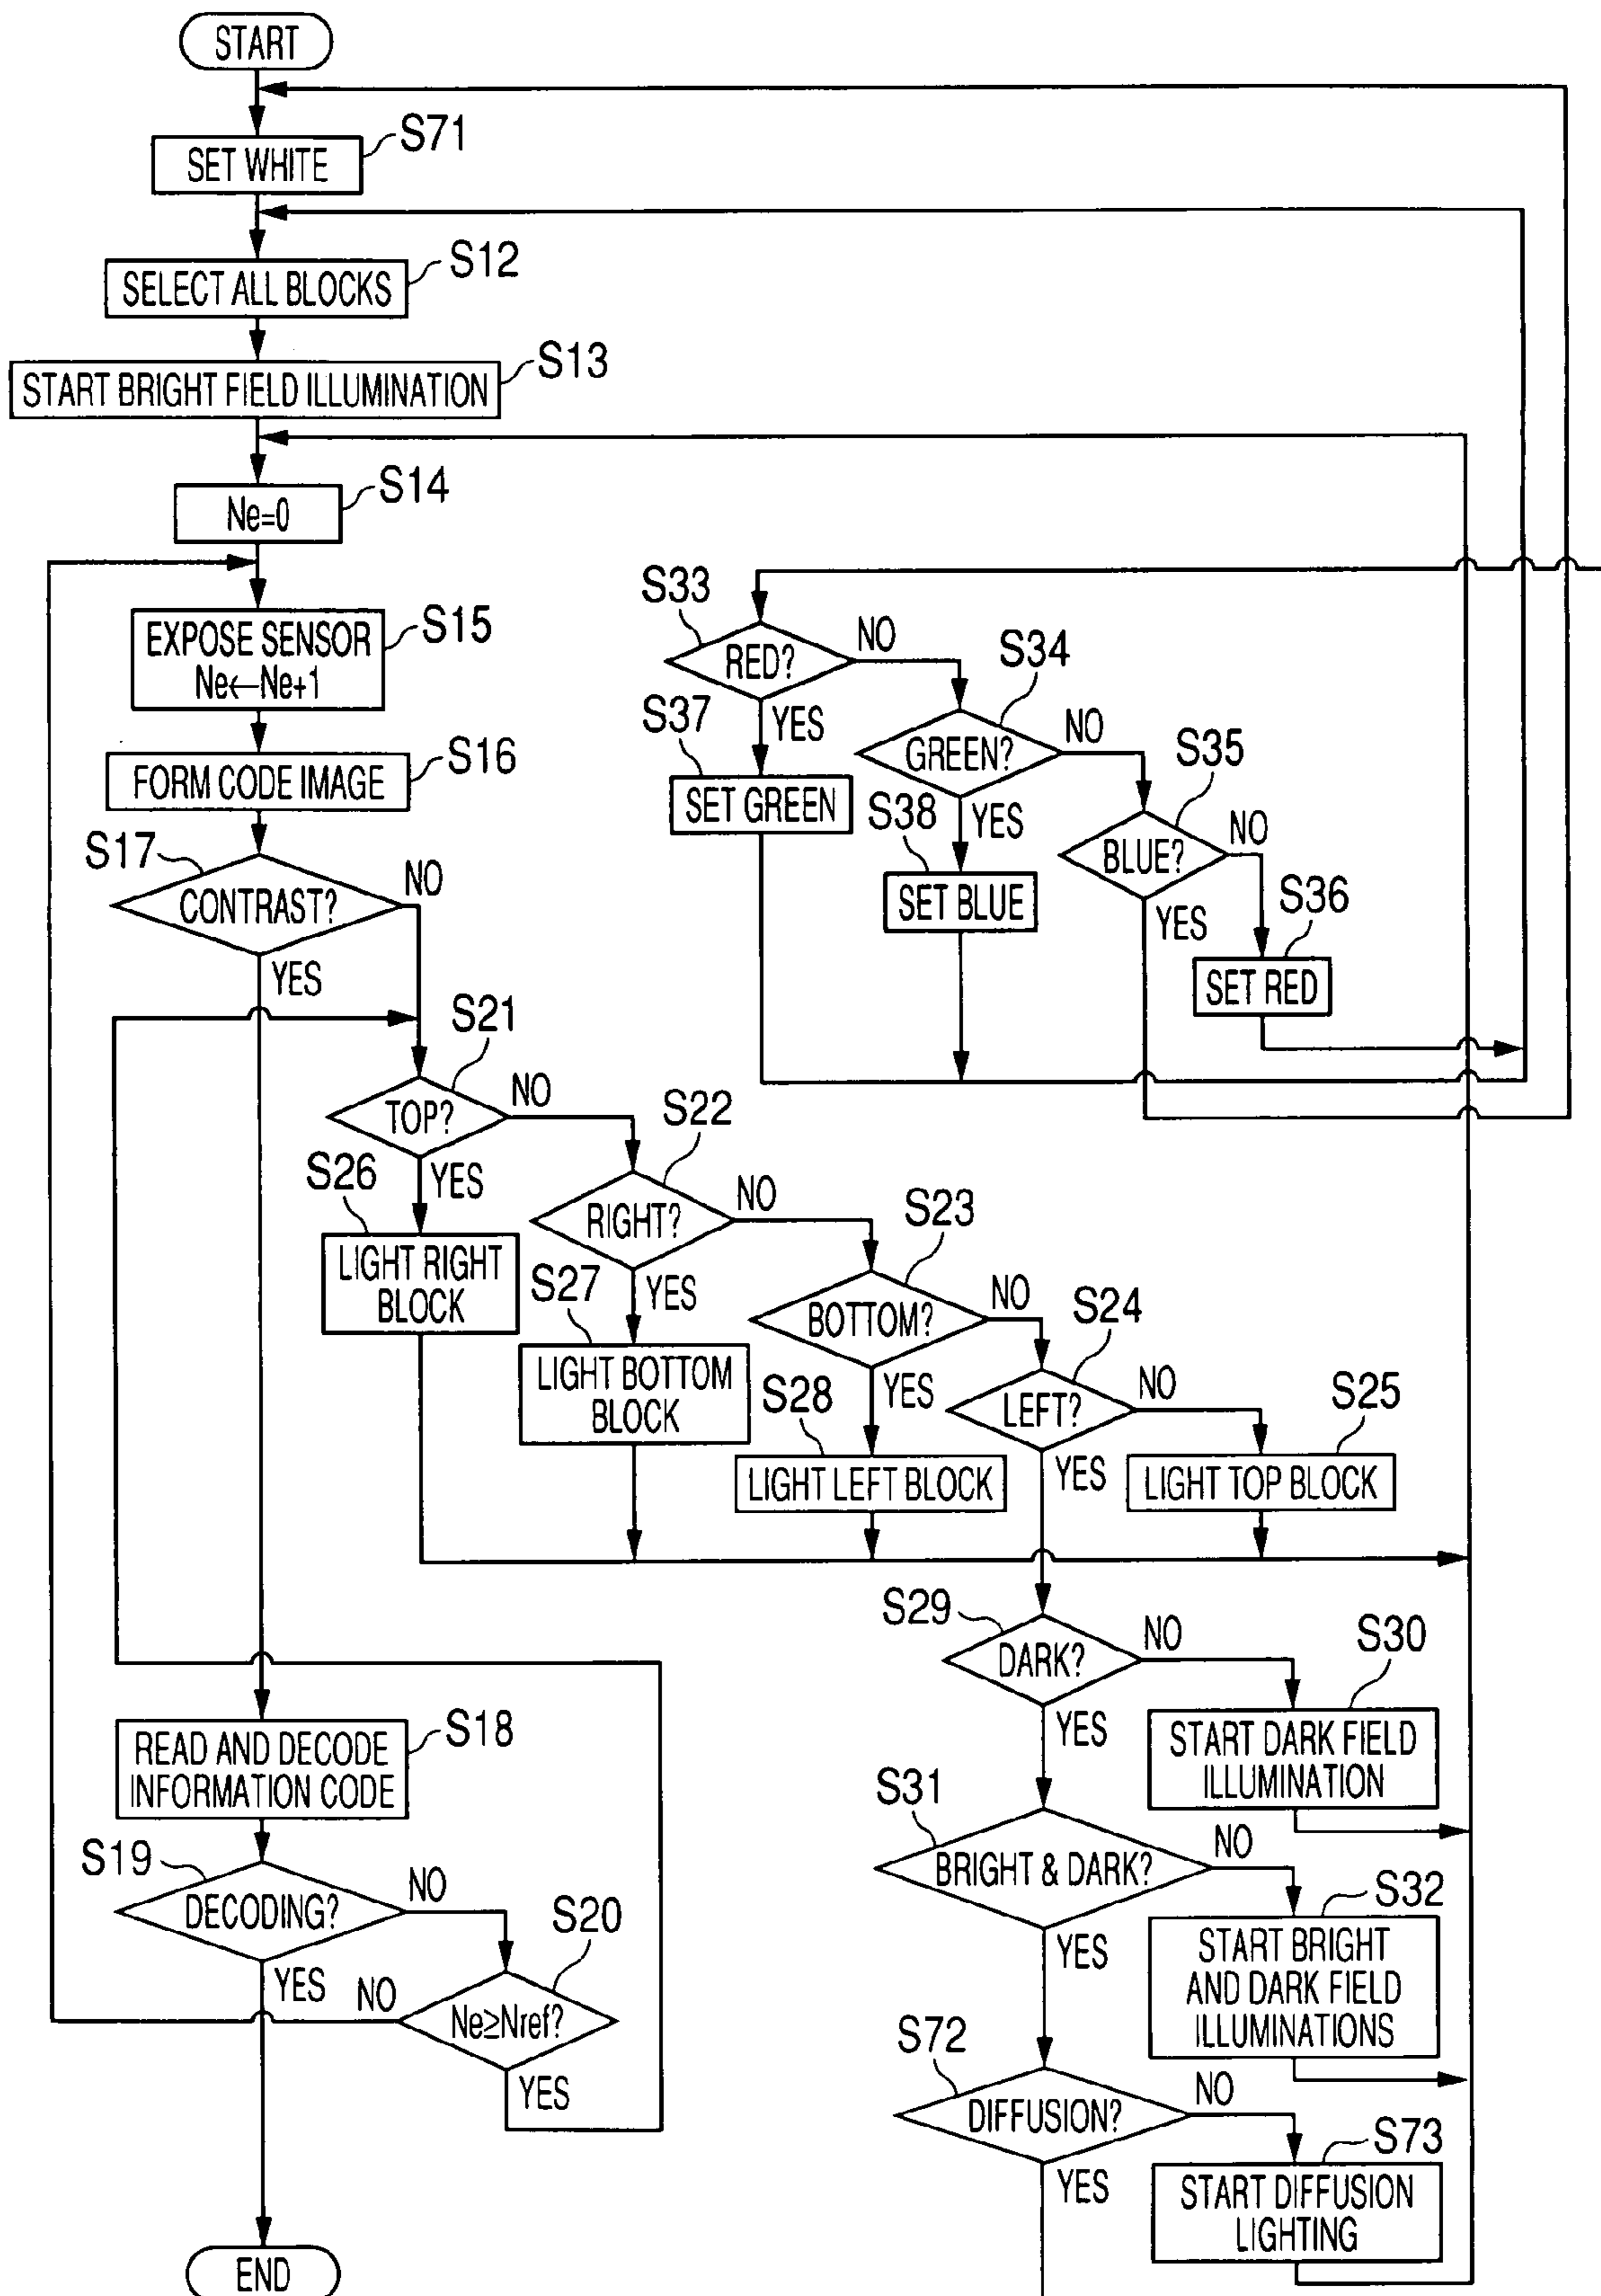 START
S71
SET WHITE
S12
SELECT ALL BLOCKS
S13
START BRIGHT FIELD ILLUMINATION
S14
Ne=0
S15
EXPOSE SENSOR
Ne←Ne+1
S16
FORM CODE IMAGE
S17
CONTRAST?
NO
YES
S33
RED?
NO
YES
S34
GREEN?
NO
YES
S35
BLUE?
NO
YES
S37
SET GREEN
S38
SET BLUE
S36
SET RED
S21
TOP?
NO
YES
S22
RIGHT?
NO
YES
S23
BOTTOM?
NO
YES
S24
LEFT?
NO
YES
S26
LIGHT RIGHT
BLOCK
S27
LIGHT BOTTOM
BLOCK
S28
LIGHT LEFT BLOCK
S25
LIGHT TOP BLOCK
S29
DARK?
NO
YES
S30
START DARK FIELD
ILLUMINATION
S31
BRIGHT & DARK?
NO
YES
S32
START BRIGHT
AND DARK FIELD
ILLUMINATIONS
S72
DIFFUSION?
NO
YES
S73
START DIFFUSION
LIGHTING
S18
READ AND DECODE
INFORMATION CODE
S19
DECODING?
NO
YES
S20
Ne≥Nref?
NO
YES
END